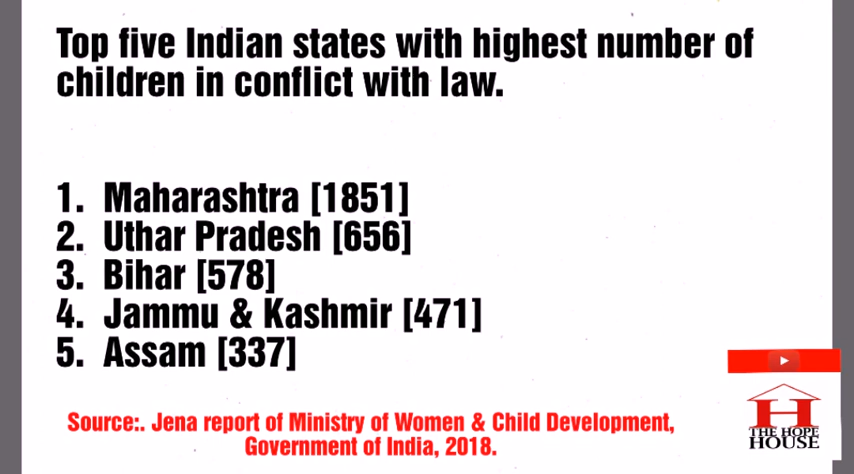 Top five Indian states with highest number of
children in conflict with law.
1. Maharashtra [1851]
2. Uthar Pradesh [656]
3. Bihar [578]
4. Jammu & Kashmir [471]
5. Assam [337]
Source:. Jena report of Ministry of Women & Child Development,
Government of India, 2018.
H
THE HOPE
HOUSE